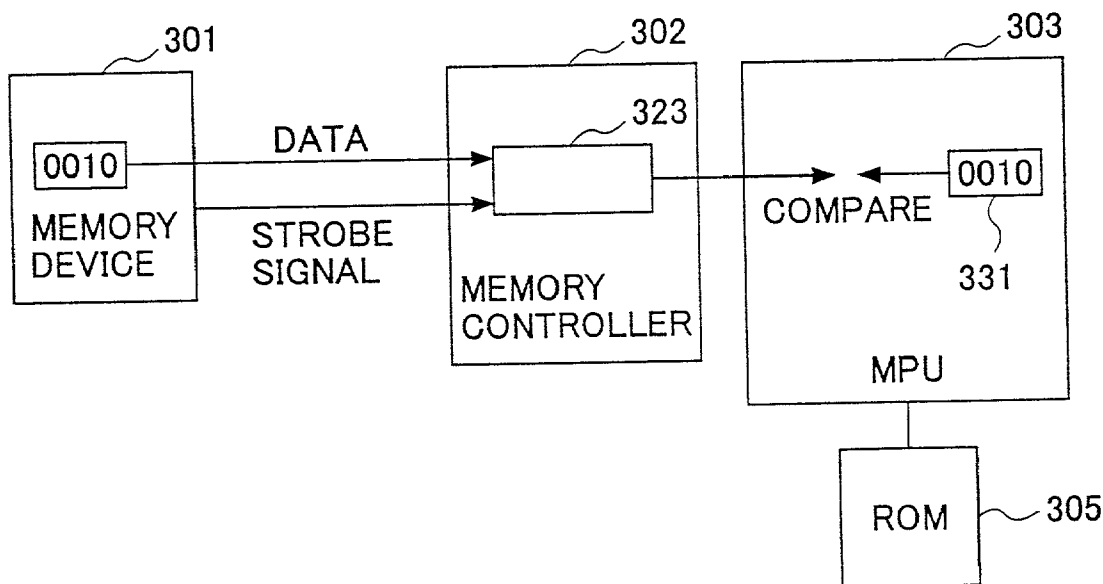 301
302
303
323
DATA
0010
0010
COMPARE
MEMORY
DEVICE
STROBE
SIGNAL
331
MEMORY
CONTROLLER
MPU
ROM
305